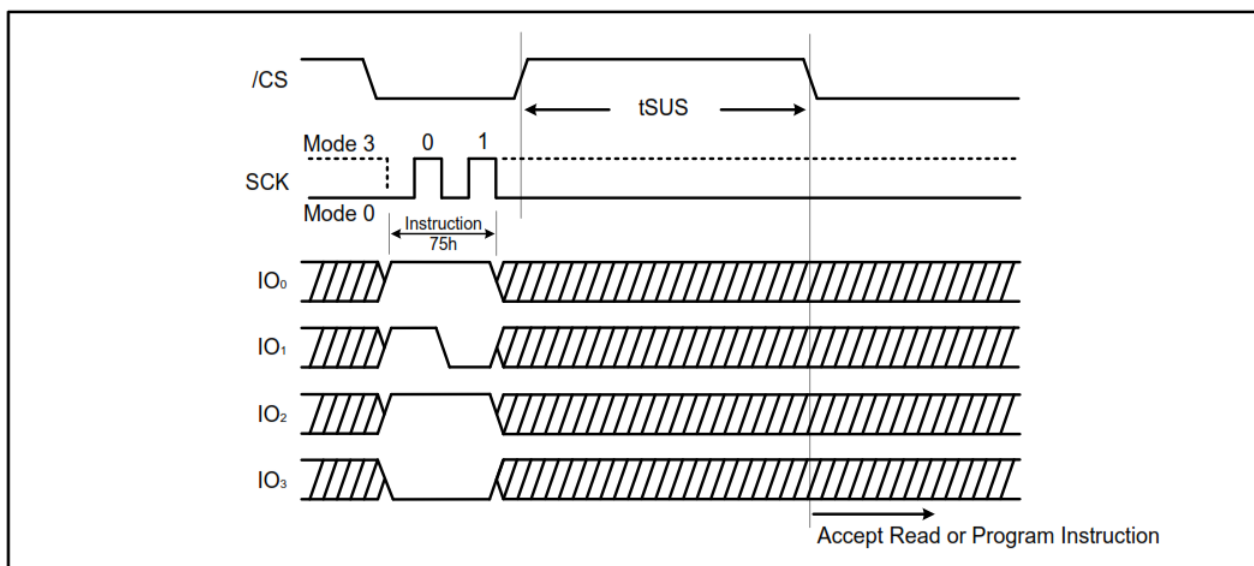 /CS
tSUS
Mode 3
0
1
SCK
Mode 0
Instruction
75h
IO₀
IO₁
IO₂
IO₃
Accept Read or Program Instruction